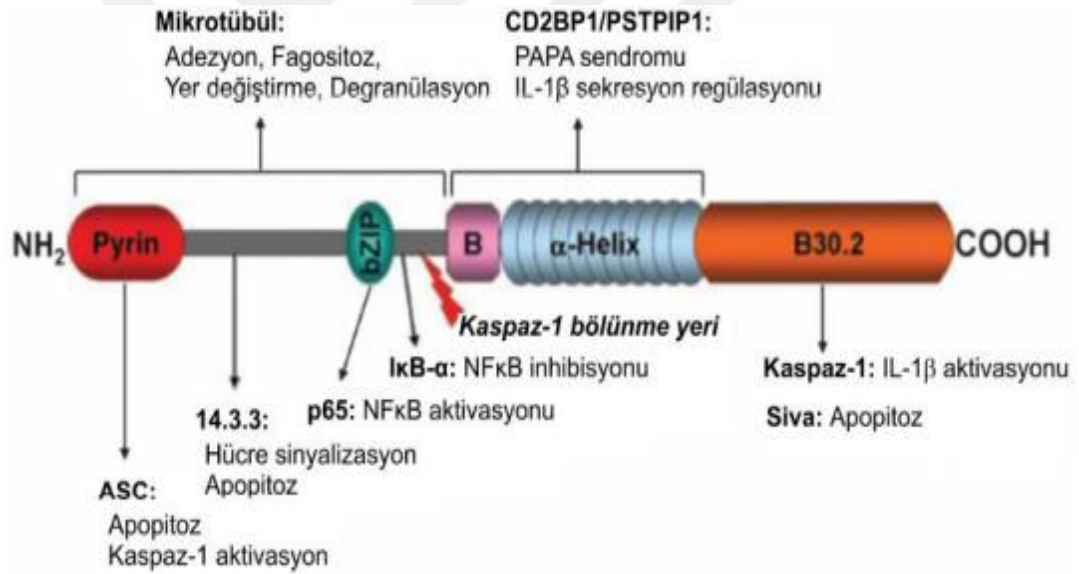 Mikrotübül:
Adezyon, Fagositoz,
Yer değiştirme, Degranülasyon
CD2BP1/PSTPIP1:
PAPA sendromu
IL-1β sekresyon regülasyonu
NH2
Pyrin
bZIP
B
α-Helix
B30.2
COOH
Kaspaz-1 bölünme yeri
IκB-α: NFκB inhibisyonu
p65: NFκB aktivasyonu
14.3.3:
Hücre sinyalizasyon
Apopitoz
ASC:
Apopitoz
Kaspaz-1 aktivasyon
Kaspaz-1: IL-1β aktivasyonu
Siva: Apopitoz